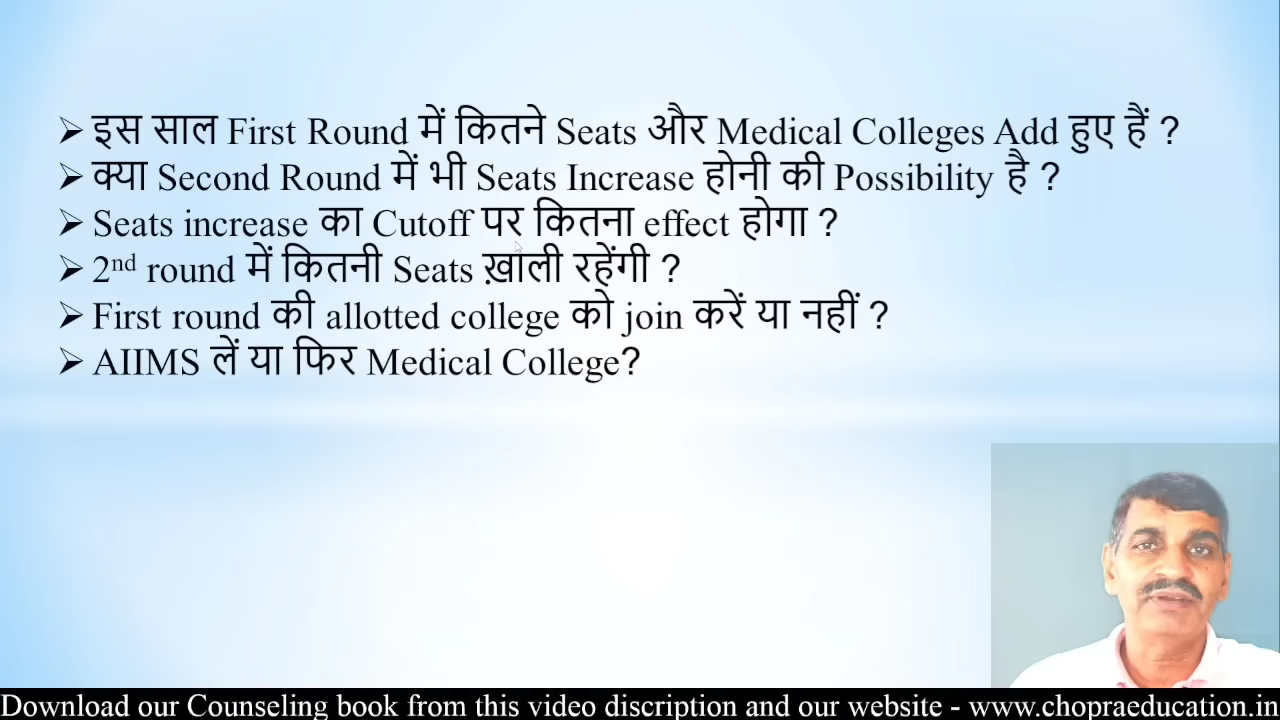 ➢ इस साल First Round में कितने Seats और Medical Colleges Add हुए हैं ?
➢ क्या Second Round में भी Seats Increase होनी की Possibility है ?
➢ Seats increase का Cutoff पर कितना effect होगा ?
➢ 2nd round में कितनी Seats ख़ाली रहेंगी ?
➢ First round की allotted college को join करें या नहीं ?
➢ AIIMS लें या फिर Medical College?
Download our Counseling book from this video discription and our website - www.chopraeducation.in